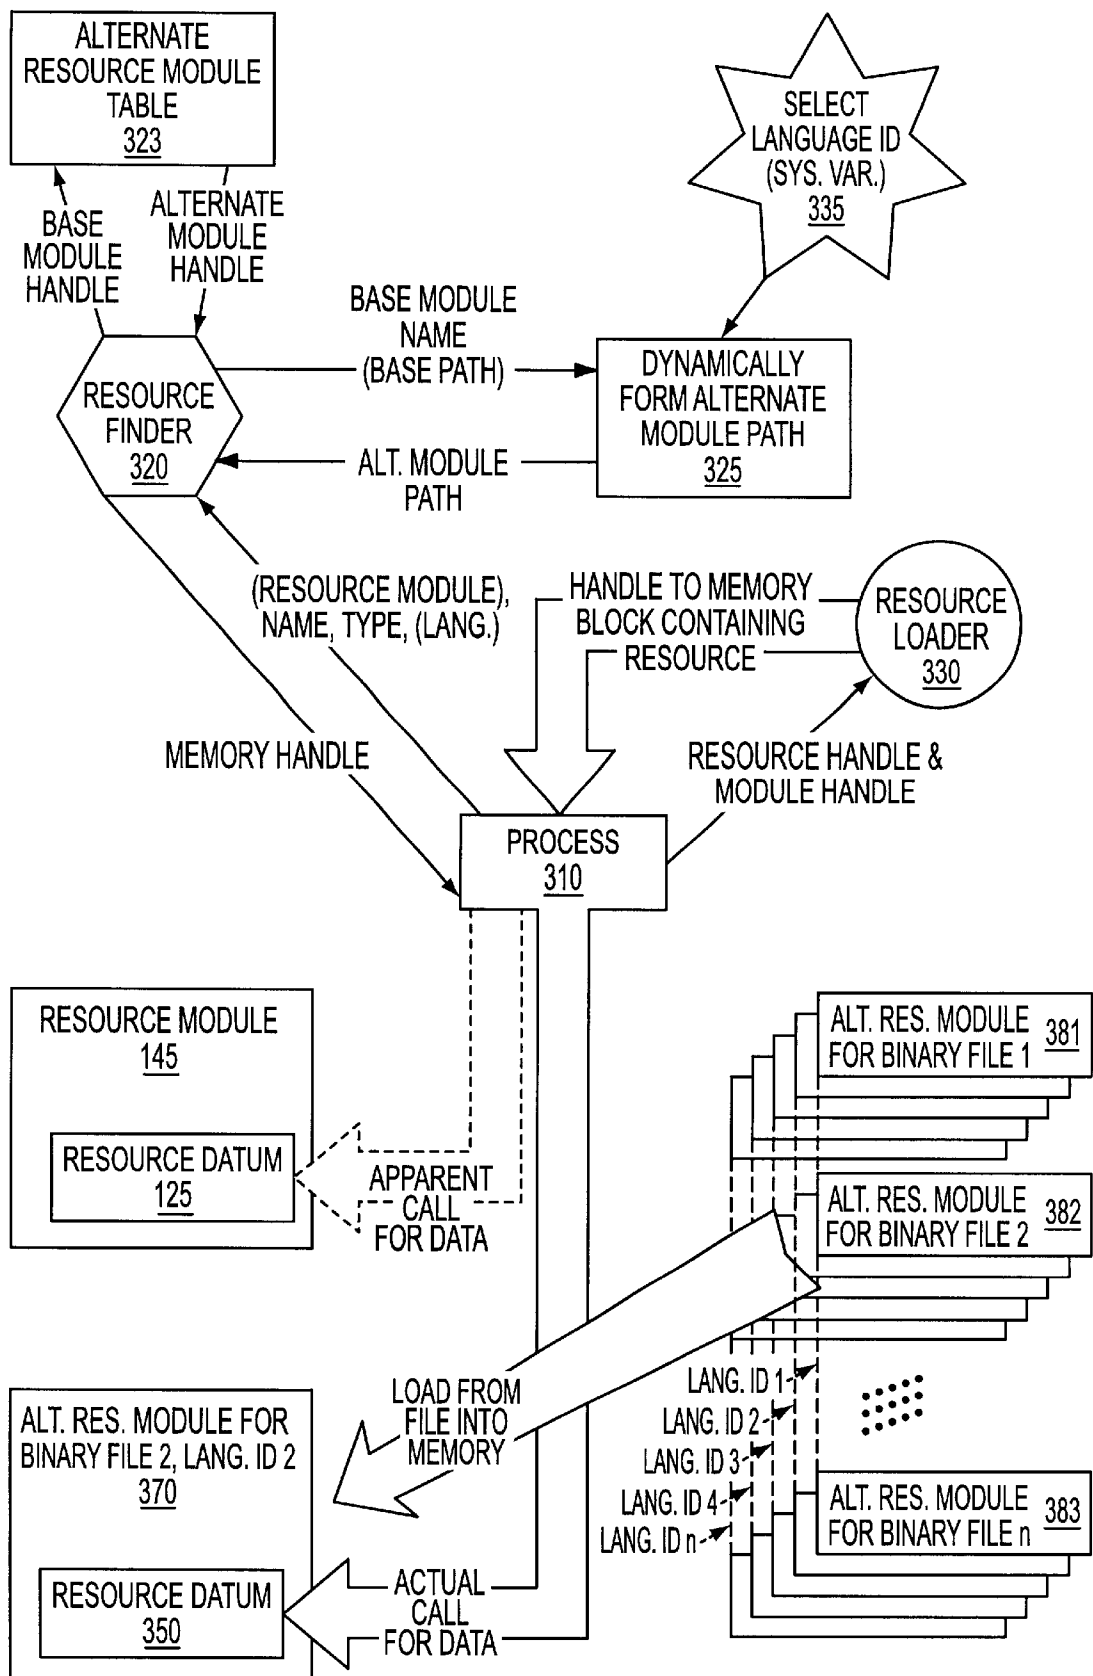 ALTERNATE
RESOURCE MODULE
TABLE
323
SELECT
LANGUAGE ID
(SYS. VAR.)
335
BASE
MODULE
HANDLE
ALTERNATE
MODULE
HANDLE
BASE MODULE
NAME
(BASE PATH)
DYNAMICALLY
FORM ALTERNATE
MODULE PATH
325
RESOURCE
FINDER
320
ALT. MODULE
PATH
(RESOURCE MODULE),
NAME, TYPE, (LANG.)
HANDLE TO MEMORY
BLOCK CONTAINING
RESOURCE
RESOURCE
LOADER
330
MEMORY HANDLE
RESOURCE HANDLE &
MODULE HANDLE
PROCESS
310
RESOURCE MODULE
145
RESOURCE DATUM
125
APPARENT
CALL
FOR DATA
ALT. RES. MODULE
FOR BINARY FILE 1
381
ALT. RES. MODULE
FOR BINARY FILE 2
382
LANG. ID 1
LANG. ID 2
LANG. ID 3
LANG. ID 4
LANG. ID n
ALT. RES. MODULE
FOR BINARY FILE n
383
LOAD FROM
FILE INTO
MEMORY
ALT. RES. MODULE FOR
BINARY FILE 2, LANG. ID 2
370
RESOURCE DATUM
350
ACTUAL
CALL
FOR DATA